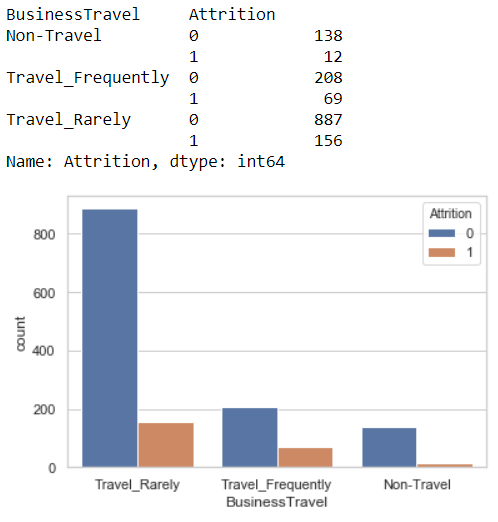 BusinessTravel Attrition
Non-Travel 0 138
1 12
Travel_Frequently 0 208
1 69
Travel_Rarely 0 887
1 156
Name: Attrition, dtype: int64
Attrition
0
1
800
600
400
200
0
count
Travel_Rarely Travel_Frequently Non-Travel
BusinessTravel